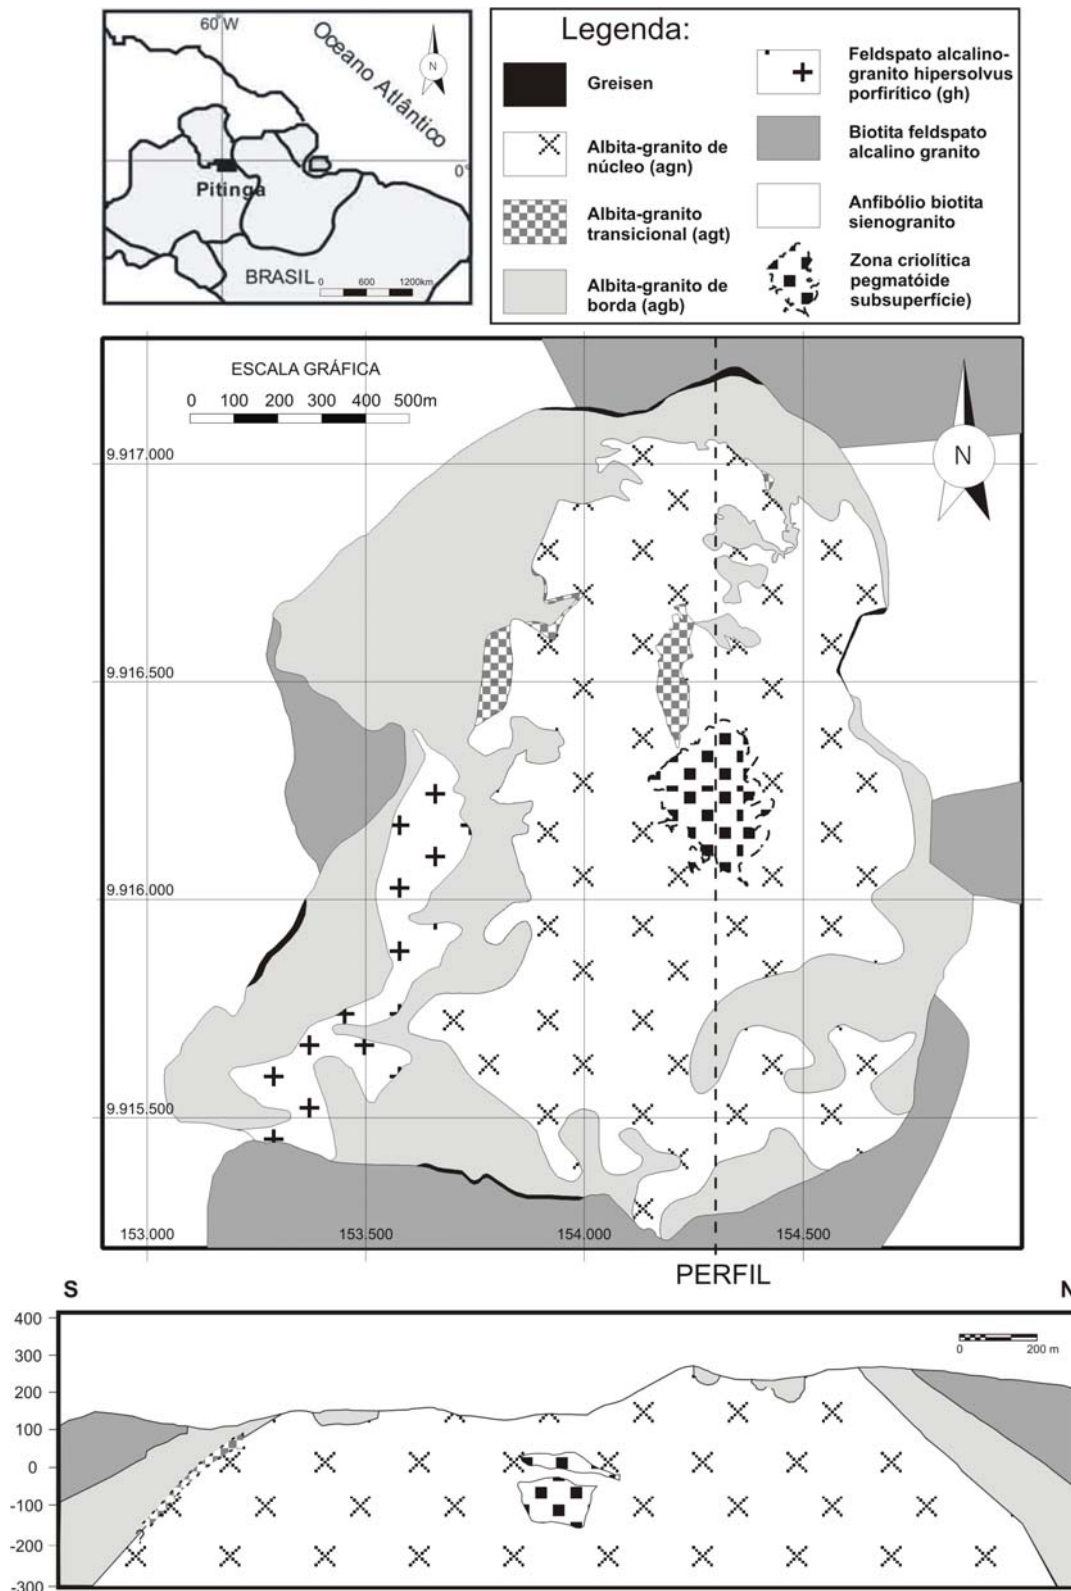 60 W
Oceano Atlântico
N
0°
Pitinga
BRASIL
0 600 1200km
Legenda:
Greisen
Albita-granito de
núcleo (agn)
Albita-granito
transicional (agt)
Albita-granito de
borda (agb)
Feldspato alcalino-
granito hipersolvus
porfirítico (gh)
Biotita feldspato
alcalino granito
Anfibólio biotita
sienogranito
Zona criolítica
pegmatóide
subsuperfície)
ESCALA GRÁFICA
0 100 200 300 400 500m
N
9.917.000
9.916.500
9.916.000
9.915.500
153.000 153.500 154.000 154.500
PERFIL
S N
400
300
200
100
0
-100
-200
-300
0 200 m
?